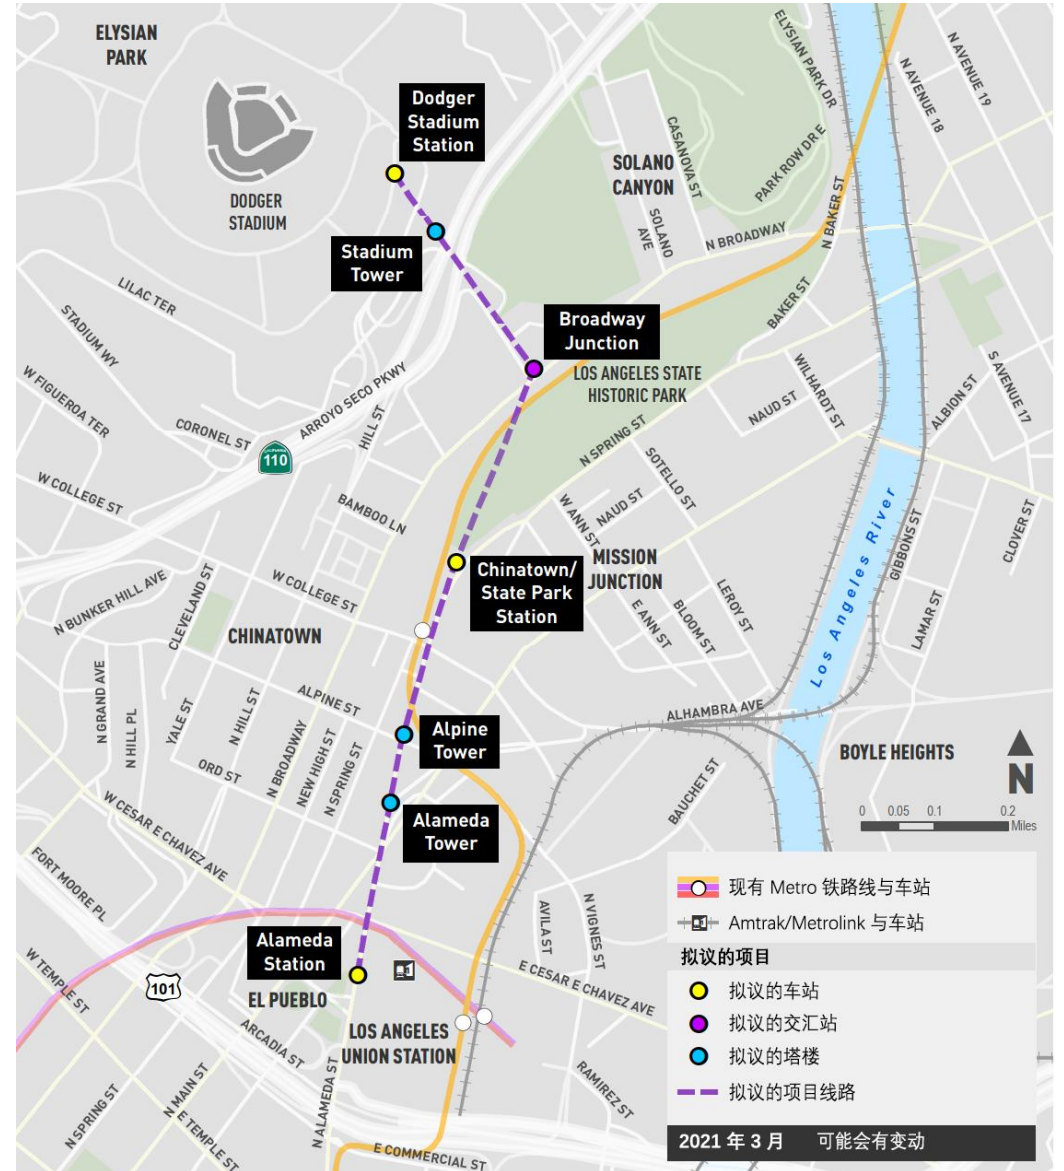 ELYSIAN
PARK
Dodger
Stadium
Station
DODGER
STADIUM
Stadium
Tower
SOLANO
CANYON
CASANOVA ST
SOLANO
AVE
ELYSIAN PARK DR
PARK ROW DR E
N BROADWAY
N BAKER ST
N AVENUE 18
N AVENUE 19
BAKER ST
LILAC TER
STADIUM WY
W FIGUEROA TER
CORONEL ST
ARROYO SECO PKWY
HILL ST
CALIFORNIA
110
Broadway
Junction
LOS ANGELES STATE
HISTORIC PARK
N SPRING ST
WILHARDT ST
NAUD ST
ALBION ST
S AVENUE 17
W COLLEGE ST
BAMBOO LN
SOTELLO ST
W ANN ST
NAUD ST
MISSION
JUNCTION
Chinatown/
State Park
Station
LEROY ST
BLOOM ST
E ANN ST
Los Angeles River
GIBBONS ST
CLOVER ST
LAMAR ST
N BUNKER HILL AVE
CLEVELAND ST
W COLLEGE ST
CHINATOWN
N GRAND AVE
N HILL PL
YALE ST
N HILL ST
ALPINE ST
ORD ST
N BROADWAY
NEW HIGH ST
N SPRING ST
Alpine
Tower
Alameda
Tower
ALHAMBRA AVE
BAUCHET ST
BOYLE HEIGHTS
N
0 0.05 0.1 0.2
Miles
W CESAR E CHAVEZ AVE
FORT MOORE PL
W TEMPLE ST
101
Alameda
Station
EL PUEBLO
ARCADIA ST
LOS ANGELES
UNION STATION
AVILA ST
N VIGNES ST
E CESAR E CHAVEZ AVE
RAMIREZ ST
N SPRING ST
N MAIN ST
E TEMPLE ST
N ALAMEDA ST
E COMMERCIAL ST
现有 Metro 铁路线与车站
Amtrak/Metrolink 与车站
拟议的项目
拟议的车站
拟议的交汇站
拟议的塔楼
拟议的项目线路
2021 年 3 月 可能会有变动